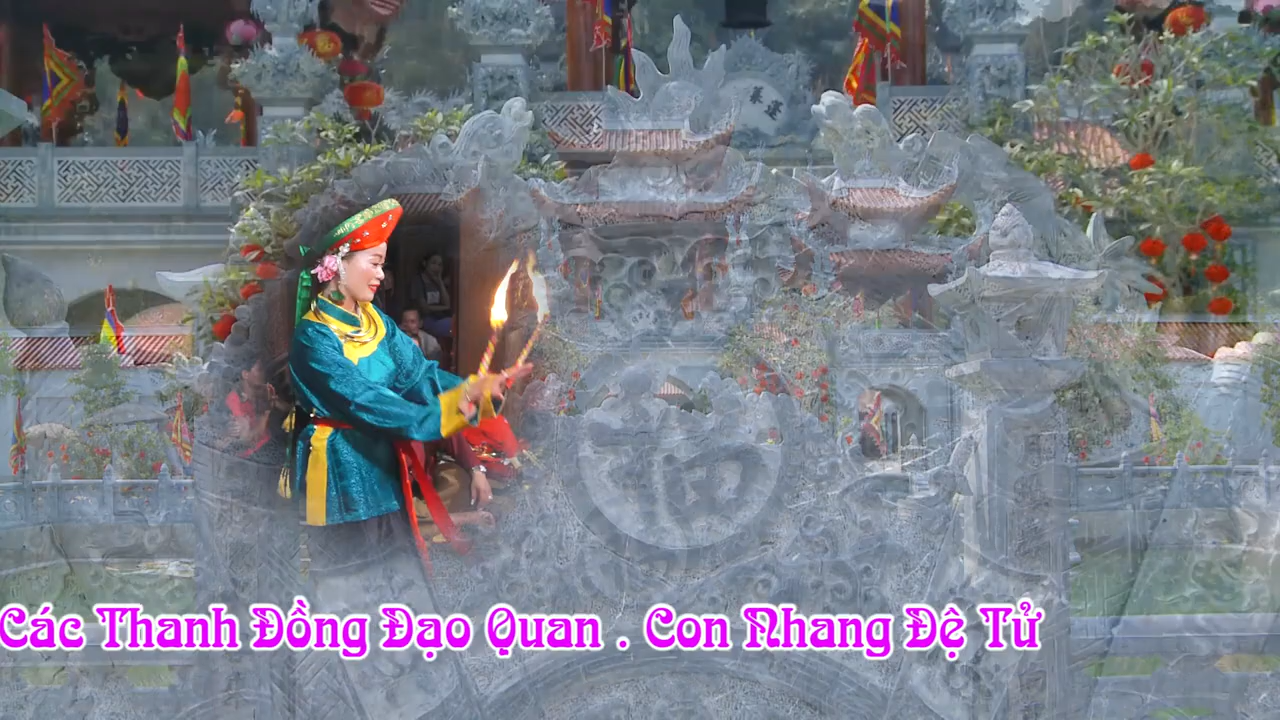 Các Thanh Đồng Đạo Quan . Con Nhang Đệ Tử